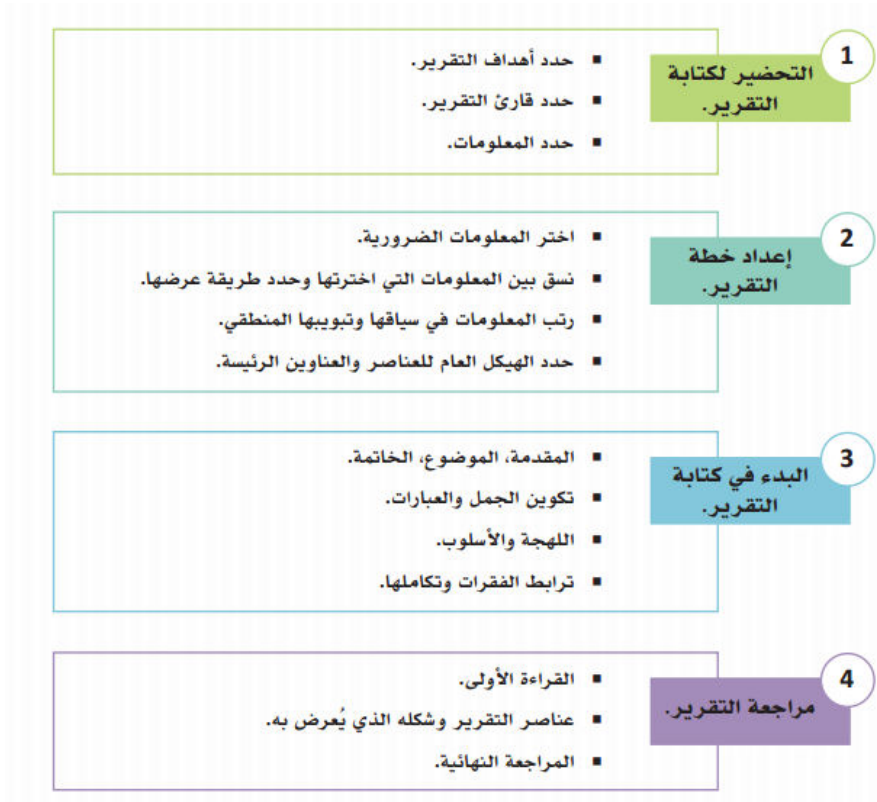 1
التحضير لكتابة
التقرير.
▪ حدد أهداف التقرير.
▪ حدد قارئ التقرير.
▪ حدد المعلومات.
2
إعداد خطة
التقرير.
▪ اختر المعلومات الضرورية.
▪ نسق بين المعلومات التي اخترتها وحدد طريقة عرضها.
▪ رتب المعلومات في سياقها وتبويبها المنطقي.
▪ حدد الهيكل العام للعناصر والعناوين الرئيسة.
3
البدء في كتابة
التقرير.
▪ المقدمة، الموضوع، الخاتمة.
▪ تكوين الجمل والعبارات.
▪ اللهجة والأسلوب.
▪ ترابط الفقرات وتكاملها.
4
مراجعة التقرير.
▪ القراءة الأولى.
▪ عناصر التقرير وشكله الذي يُعرض به.
▪ المراجعة النهائية.